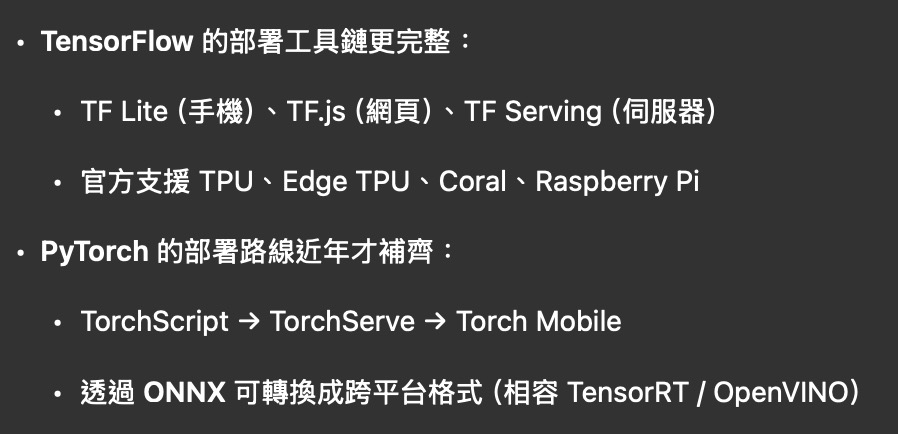 • TensorFlow 的部署工具鏈更完整：
• TF Lite（手機）、TF.js（網頁）、TF Serving（伺服器）
• 官方支援 TPU、Edge TPU、Coral、Raspberry Pi
• PyTorch 的部署路線近年才補齊：
• TorchScript → TorchServe → Torch Mobile
• 透過 ONNX 可轉換成跨平台格式（相容 TensorRT / OpenVINO）